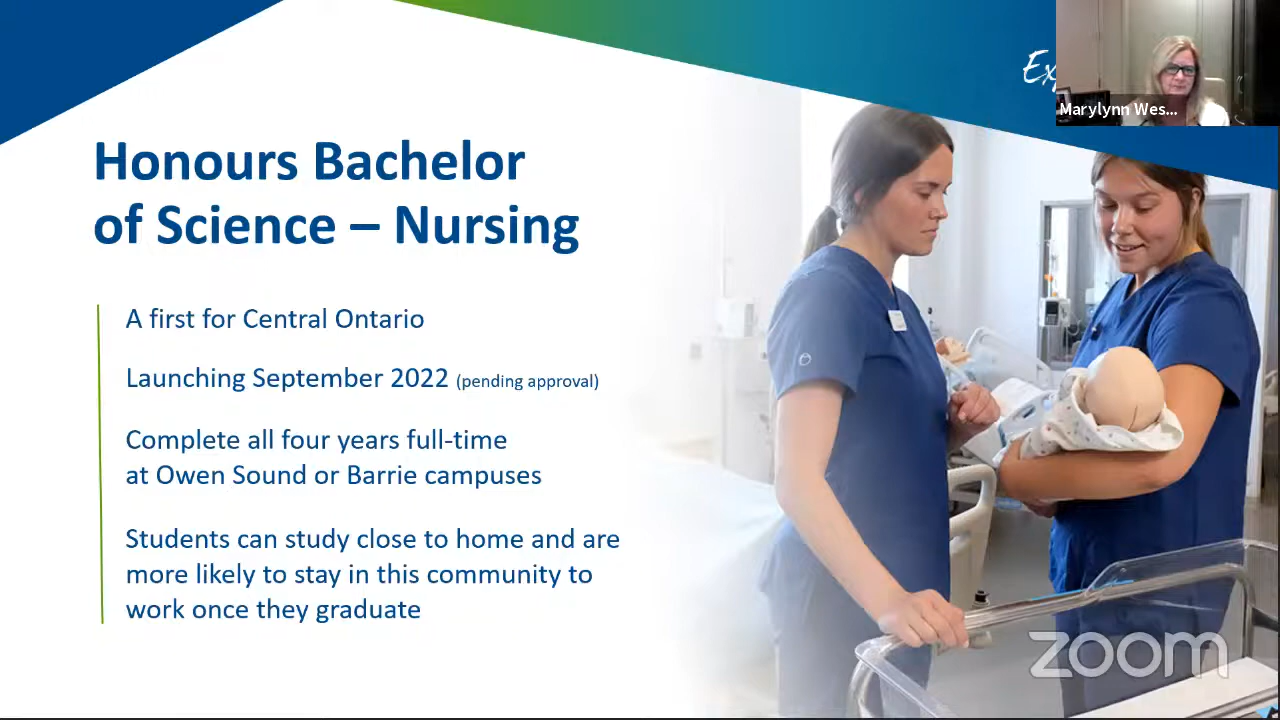 Ex
Marylynn Wes...
Honours Bachelor
of Science – Nursing
A first for Central Ontario
Launching September 2022 (pending approval)
Complete all four years full-time
at Owen Sound or Barrie campuses
Students can study close to home and are
more likely to stay in this community to
work once they graduate
zoom